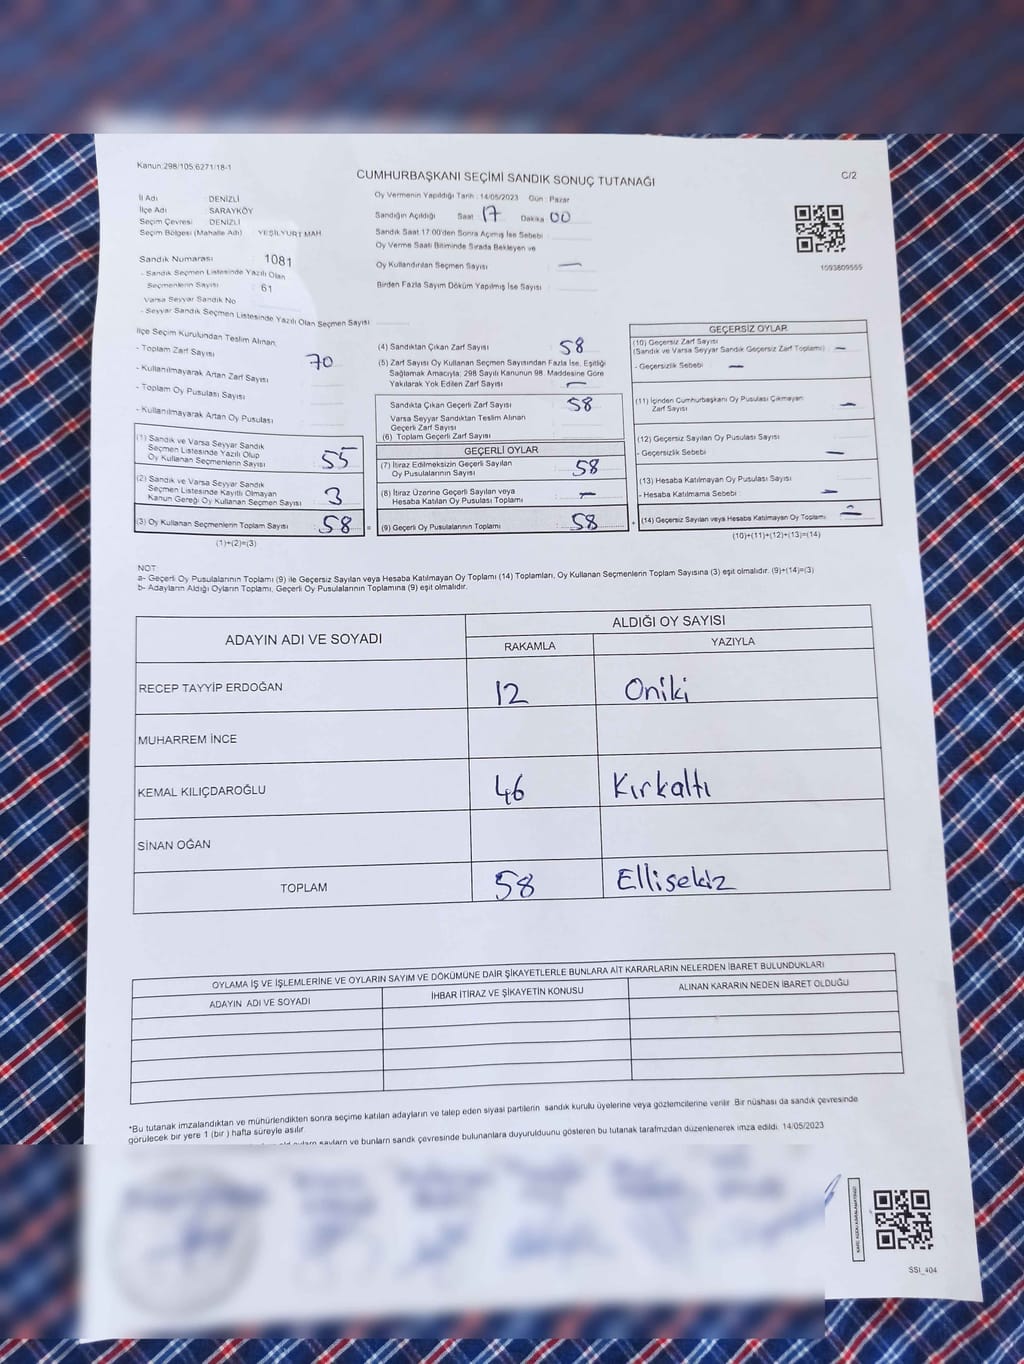 Kanun:298/105;6271/18-1
CUMHURBAŞKANI SEÇİMİ SANDIK SONUÇ TUTANAĞI
C/2
İl Adı : DENİZLİ
İlçe Adı : SARAYKÖY
Seçim Çevresi : DENİZLİ
Seçim Bölgesi (Mahalle Adı) YEŞİLYURT MAH.
Sandık Numarası : 1081
- Sandık Seçmen Listesinde Yazılı Olan
Seçmenlerin Sayısı : 61
Varsa Seyyar Sandık No
- Seyyar Sandık Seçmen Listesinde Yazılı Olan Seçmen Sayısı :
Oy Vermenin Yapıldığı Tarih : 14/05/2023 Gün : Pazar
Sandığın Açıldığı Saat 17 Dakika 00
Sandık Saat 17:00'den Sonra Açımış İse Sebebi :
Oy Verme Saati Bitiminde Sırada Bekleyen ve
Oy Kullandırılan Seçmen Sayısı : —
Birden Fazla Sayım Döküm Yapılmış İse Sayısı :
1093809555
İlçe Seçim Kurulundan Teslim Alınan;
- Toplam Zarf Sayısı : 70
- Kullanılmayarak Artan Zarf Sayısı :
- Toplam Oy Pusulası Sayısı :
- Kullanılmayarak Artan Oy Pusulası :
(1) Sandık ve Varsa Seyyar Sandık
Seçmen Listesinde Yazılı Olup
Oy Kullanan Seçmenlerin Sayısı : 55
(2) Sandık ve Varsa Seyyar Sandık
Seçmen Listesinde Kayıtlı Olmayan
Kanun Gereği Oy Kullanan Seçmen Sayısı : 3
(3) Oy Kullanan Seçmenlerin Toplam Sayısı : 58
(1)+(2)=(3)
(4) Sandıktan Çıkan Zarf Sayısı : 58
(5) Zarf Sayısı Oy Kullanan Seçmen Sayısından Fazla İse, Eşitliği
Sağlamak Amacıyla; 298 Sayılı Kanunun 98. Maddesine Göre
Yakılarak Yok Edilen Zarf Sayısı : —
Sandıkta Çıkan Geçerli Zarf Sayısı : 58
Varsa Seyyar Sandıktan Teslim Alınan
Geçerli Zarf Sayısı :
(6) Toplam Geçerli Zarf Sayısı :
GEÇERLİ OYLAR
(7) İtiraz Edilmeksizin Geçerli Sayılan
Oy Pusulalarının Sayısı : 58
(8) İtiraz Üzerine Geçerli Sayılan veya
Hesaba Katılan Oy Pusulası Toplamı : —
= (9) Geçerli Oy Pusulalarının Toplamı : 58
GEÇERSİZ OYLAR
(10) Geçersiz Zarf Sayısı
(Sandık ve Varsa Seyyar Sandık Geçersiz Zarf Toplamı) : —
- Geçersizlik Sebebi : —
(11) İçinden Cumhurbaşkanı Oy Pusulası Çıkmayan
Zarf Sayısı : —
(12) Geçersiz Sayılan Oy Pusulası Sayısı :
- Geçersizlik Sebebi : —
(13) Hesaba Katılmayan Oy Pusulası Sayısı :
- Hesaba Katılmama Sebebi : —
+ (14) Geçersiz Sayılan veya Hesaba Katılmayan Oy Toplamı : —
(10)+(11)+(12)+(13)=(14)
NOT:
a- Geçerli Oy Pusulalarının Toplamı (9) ile Geçersiz Sayılan veya Hesaba Katılmayan Oy Toplamı (14) Toplamları, Oy Kullanan Seçmenlerin Toplam Sayısına (3) eşit olmalıdır. (9)+(14)=(3)
b- Adayların Aldığı Oyların Toplamı, Geçerli Oy Pusulalarının Toplamına (9) eşit olmalıdır.
ADAYIN ADI VE SOYADI
ALDIĞI OY SAYISI
RAKAMLA YAZIYLA
RECEP TAYYİP ERDOĞAN 12 Oniki
MUHARREM İNCE
KEMAL KILIÇDAROĞLU 46 Kırkaltı
SİNAN OĞAN
TOPLAM 58 Ellisekiz
OYLAMA İŞ VE İŞLEMLERİNE VE OYLARIN SAYIM VE DÖKÜMÜNE DAİR ŞİKAYETLERLE BUNLARA AİT KARARLARIN NELERDEN İBARET BULUNDUKLARI
ADAYIN ADI VE SOYADI İHBAR İTİRAZ VE ŞİKAYETİN KONUSU ALINAN KARARIN NEDEN İBARET OLDUĞU
*Bu tutanak imzalandıktan ve mühürlendikten sonra seçime katılan adayların ve talep eden siyasi partilerin sandık kurulu üyelerine veya gözlemcilerine verilir. Bir nüshası da sandık çevresinde
görülecek bir yere 1 (bir) hafta süreyle asılır.
ve bunların sandık çevresinde bulunanlara duyurulduunu gösteren bu tutanak tarafımzdan düzenlenerek imza edildi. 14/05/2023
SSI_404